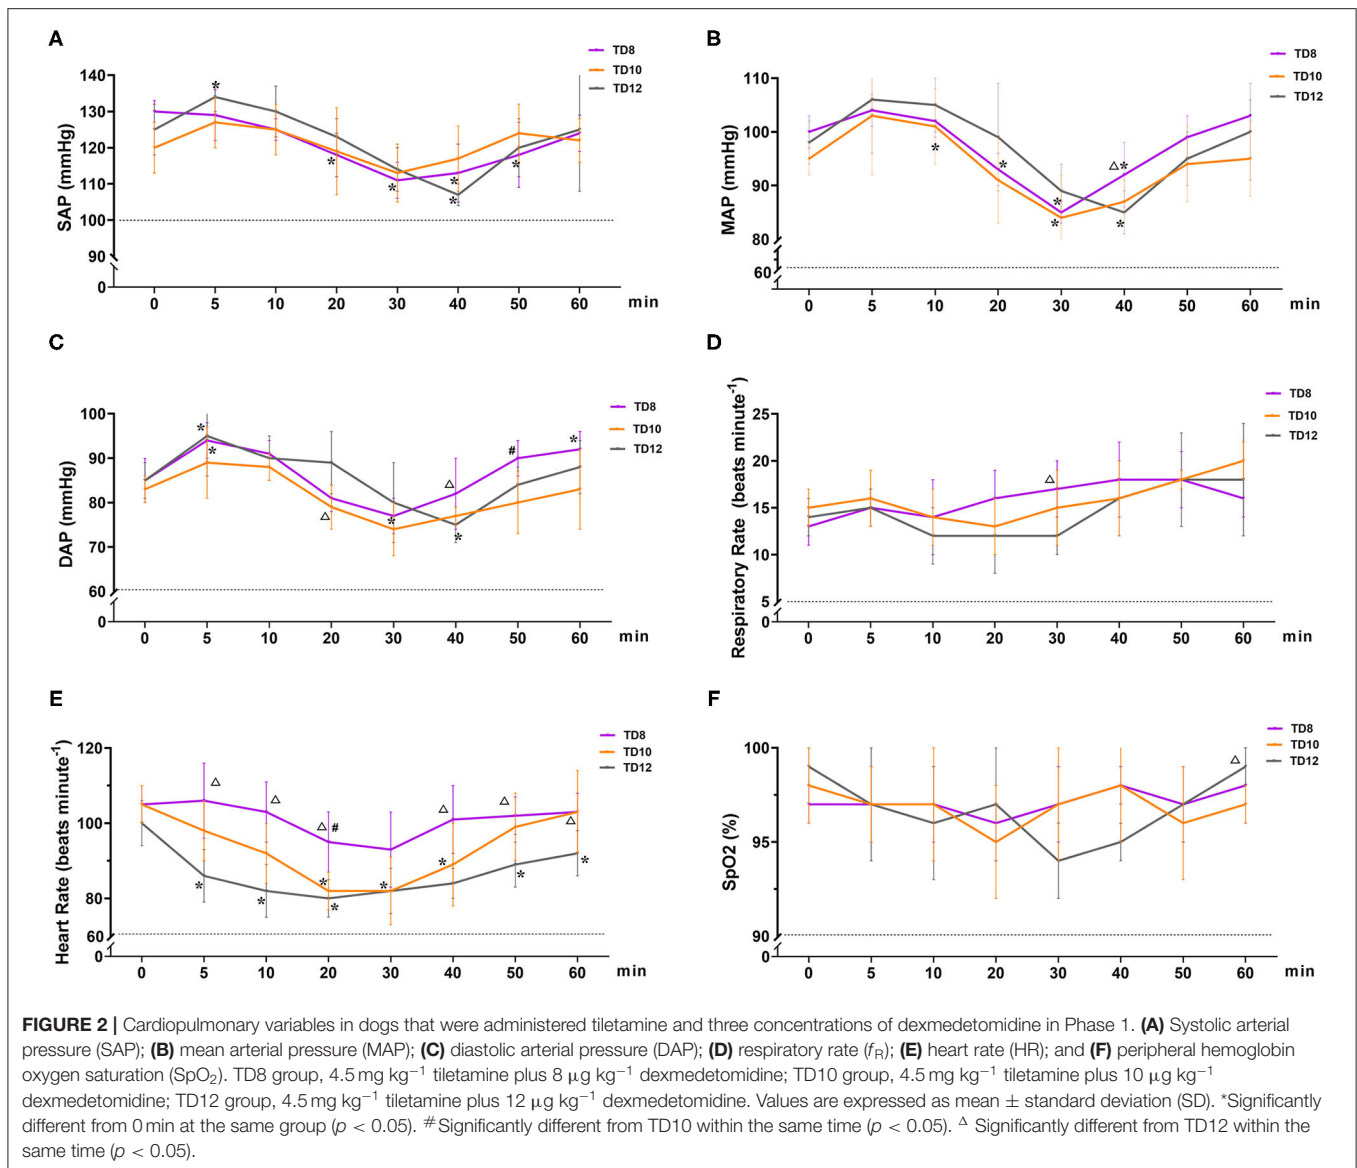 A
TD8
TD10
TD12
SAP (mmHg)
140
130
120
110
100
90
0
0 5 10 20 30 40 50 60 min
* * * * * *
B
TD8
TD10
TD12
MAP (mmHg)
110
100
90
80
60
0 5 10 20 30 40 50 60 min
* * * * Δ* *
C
TD8
TD10
TD12
DAP (mmHg)
100
90
80
70
60
0
0 5 10 20 30 40 50 60 min
* * Δ * Δ * # *
D
TD8
TD10
TD12
Respiratory Rate (beats minute⁻¹)
25
20
15
10
5
0
0 5 10 20 30 40 50 60 min
Δ
E
TD8
TD10
TD12
Heart Rate (beats minute⁻¹)
120
100
80
60
0
0 5 10 20 30 40 50 60 min
Δ * Δ * Δ # * * * Δ * Δ * Δ *
F
TD8
TD10
TD12
SpO2 (%)
100
95
90
0
0 5 10 20 30 40 50 60 min
Δ
FIGURE 2 | Cardiopulmonary variables in dogs that were administered tiletamine and three concentrations of dexmedetomidine in Phase 1. (A) Systolic arterial
pressure (SAP); (B) mean arterial pressure (MAP); (C) diastolic arterial pressure (DAP); (D) respiratory rate (fR); (E) heart rate (HR); and (F) peripheral hemoglobin
oxygen saturation (SpO₂). TD8 group, 4.5 mg kg⁻¹ tiletamine plus 8 μg kg⁻¹ dexmedetomidine; TD10 group, 4.5 mg kg⁻¹ tiletamine plus 10 μg kg⁻¹
dexmedetomidine; TD12 group, 4.5 mg kg⁻¹ tiletamine plus 12 μg kg⁻¹ dexmedetomidine. Values are expressed as mean ± standard deviation (SD). *Significantly
different from 0 min at the same group (p < 0.05). #Significantly different from TD10 within the same time (p < 0.05). Δ Significantly different from TD12 within the
same time (p < 0.05).